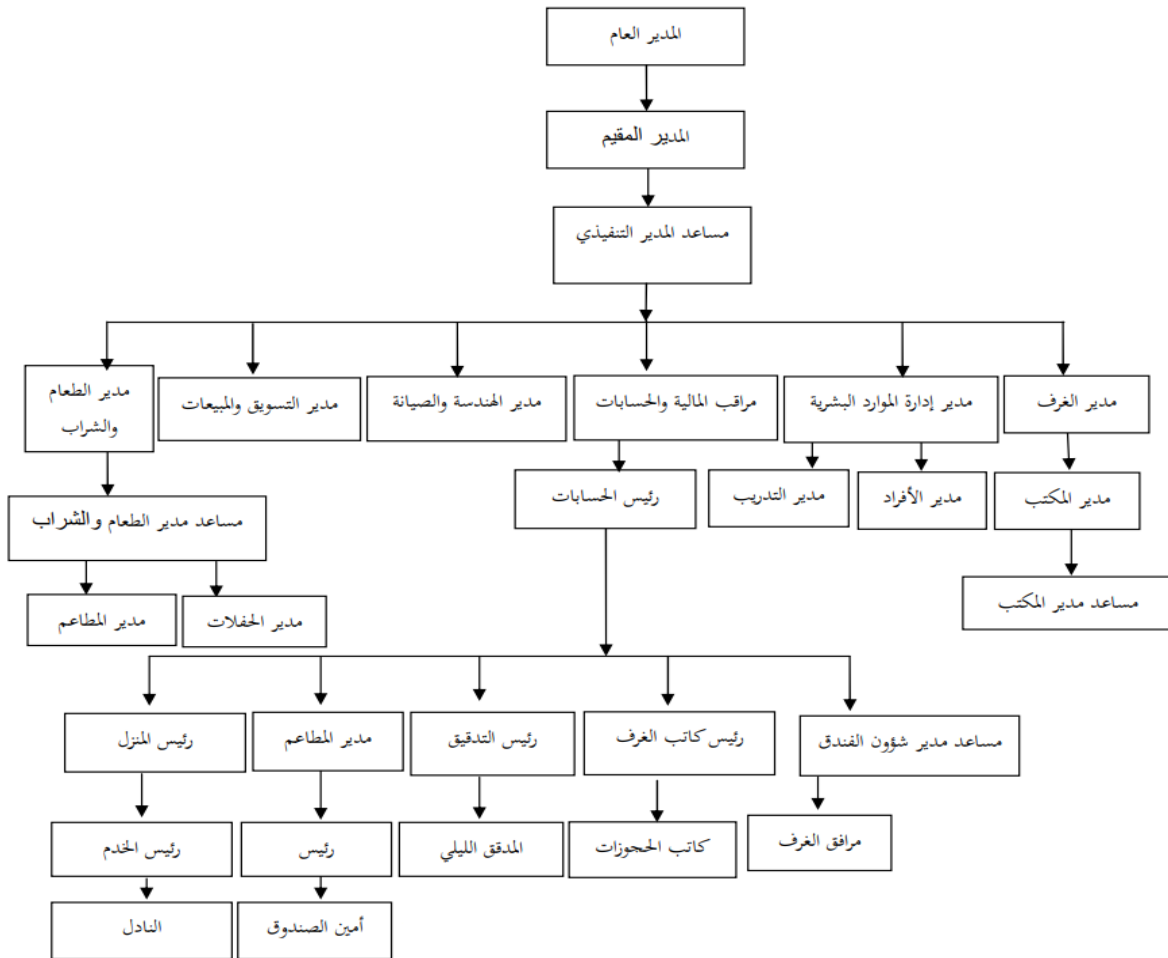 المدير العام
المدير المقيم
مساعد المدير التنفيذي
مدير الغرف
مدير إدارة الموارد البشرية
مراقب المالية والحسابات
مدير الهندسة والصيانة
مدير التسويق والمبيعات
مدير الطعام
والشراب
مدير المكتب
مدير الأفراد
مدير التدريب
رئيس الحسابات
مساعد مدير الطعام والشراب
مساعد مدير المكتب
مدير الحفلات
مدير المطاعم
مساعد مدير شؤون الفندق
رئيس كاتب الغرف
رئيس التدقيق
مدير المطاعم
رئيس المنزل
مرافق الغرف
كاتب الحجوزات
المدقق الليلي
رئيس
رئيس الخدم
أمين الصندوق
النادل